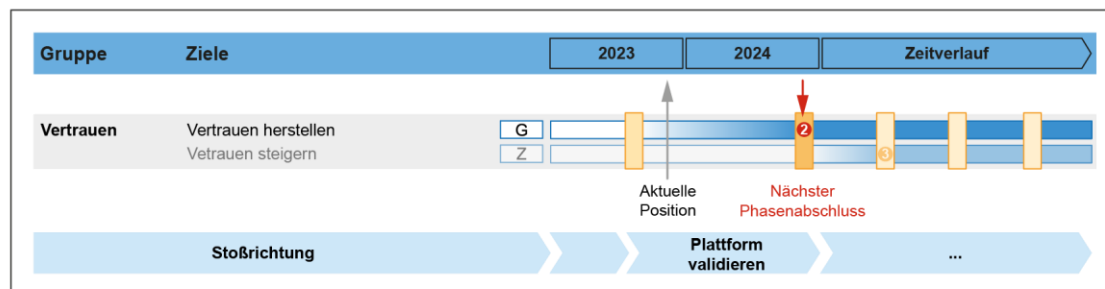 Gruppe Ziele 2023 2024 Zeitverlauf
Vertrauen Vertrauen herstellen G 2
Vetrauen steigern Z 3
Aktuelle Position
Nächster Phasenabschluss
Stoßrichtung Plattform validieren ...